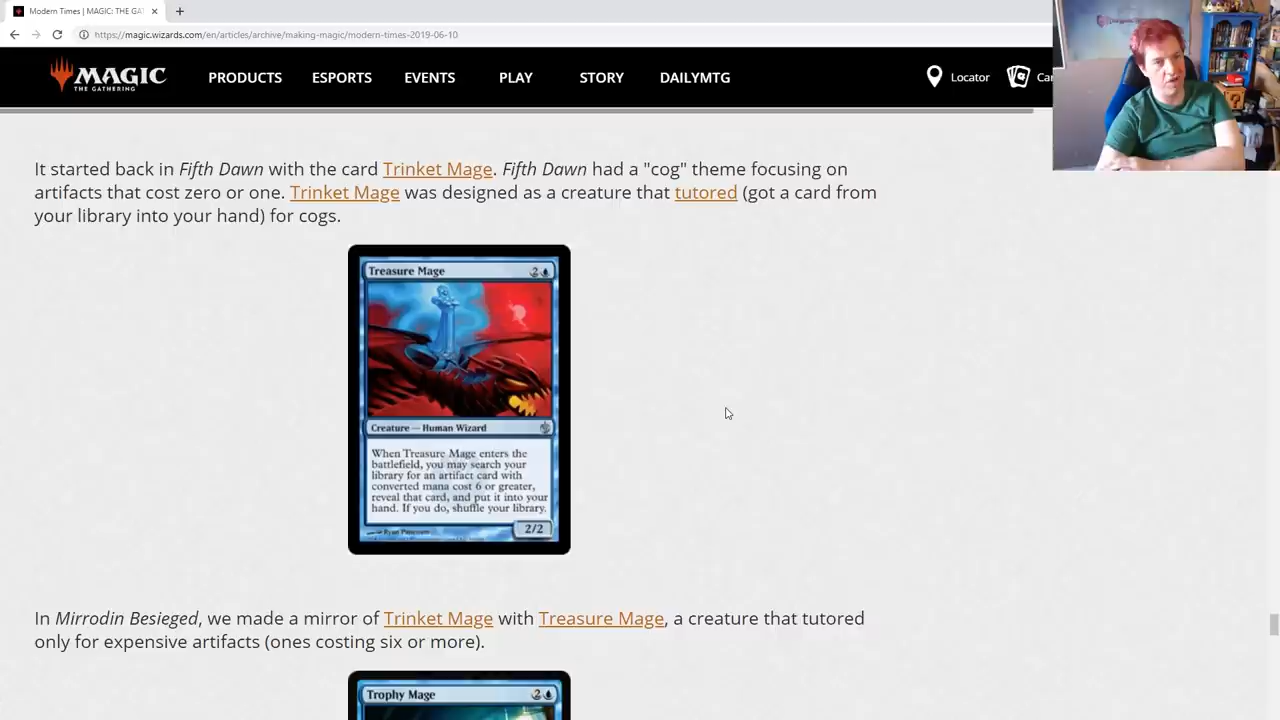 Modern Times | MAGIC: THE GA
https://magic.wizards.com/en/articles/archive/making-magic/modern-times-2019-06-10
MAGIC
THE GATHERING
PRODUCTS ESPORTS EVENTS PLAY STORY DAILYMTG
Locator
Car
It started back in Fifth Dawn with the card Trinket Mage. Fifth Dawn had a "cog" theme focusing on
artifacts that cost zero or one. Trinket Mage was designed as a creature that tutored (got a card from
your library into your hand) for cogs.
Treasure Mage 2
Creature — Human Wizard
When Treasure Mage enters the
battlefield, you may search your
library for an artifact card with
converted mana cost 6 or greater,
reveal that card, and put it into your
hand. If you do, shuffle your library.
2/2
In Mirrodin Besieged, we made a mirror of Trinket Mage with Treasure Mage, a creature that tutored
only for expensive artifacts (ones costing six or more).
Trophy Mage 2